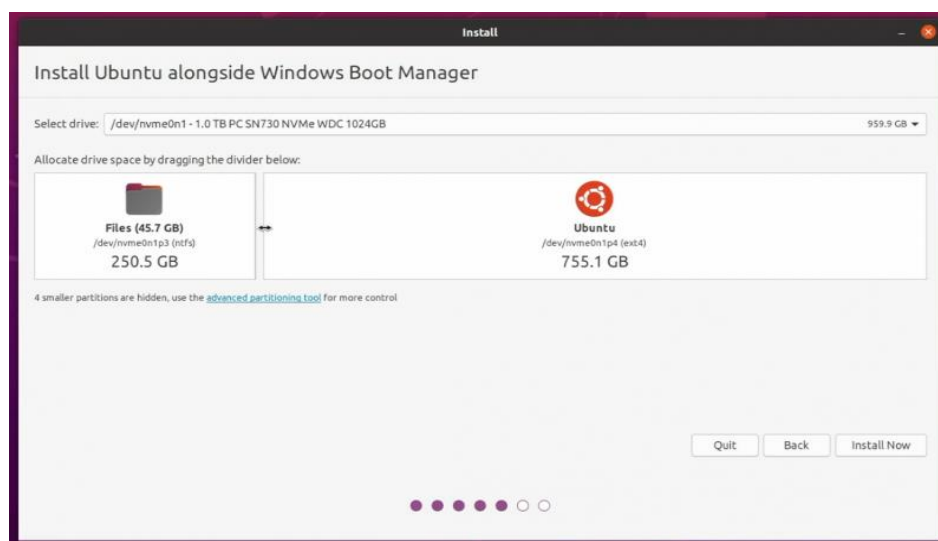 Install
Install Ubuntu alongside Windows Boot Manager
Select drive: /dev/nvme0n1 - 1.0 TB PC SN730 NVMe WDC 1024GB 959.9 GB
Allocate drive space by dragging the divider below:
Files (45.7 GB)
/dev/nvme0n1p3 (ntfs)
250.5 GB
Ubuntu
/dev/nvme0n1p4 (ext4)
755.1 GB
4 smaller partitions are hidden, use the advanced partitioning tool for more control
Quit Back Install Now